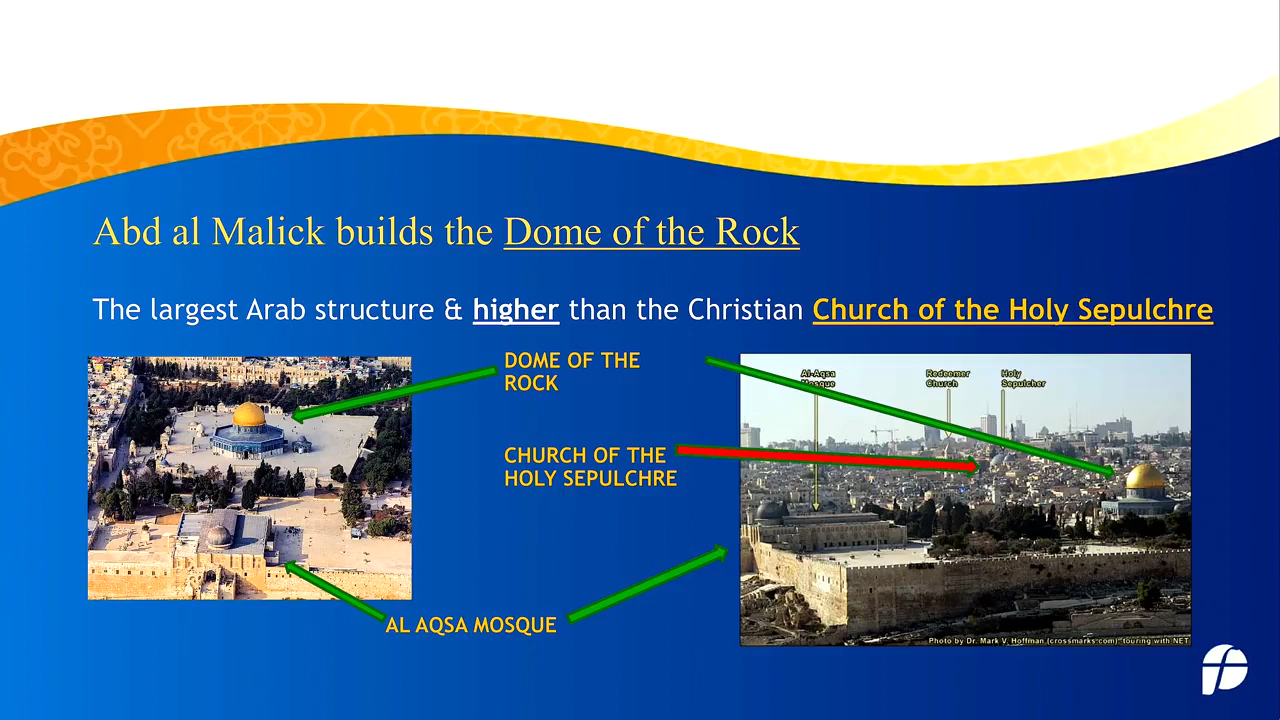 Abd al Malick builds the Dome of the Rock
The largest Arab structure & higher than the Christian Church of the Holy Sepulchre
DOME OF THE
ROCK
CHURCH OF THE
HOLY SEPULCHRE
AL AQSA MOSQUE
Al-Aqsa
Mosque
Redeemer
Church
Holy
Sepulcher
Photo by Dr. Mark V. Hoffman (crossmarks.com) "touring with NET